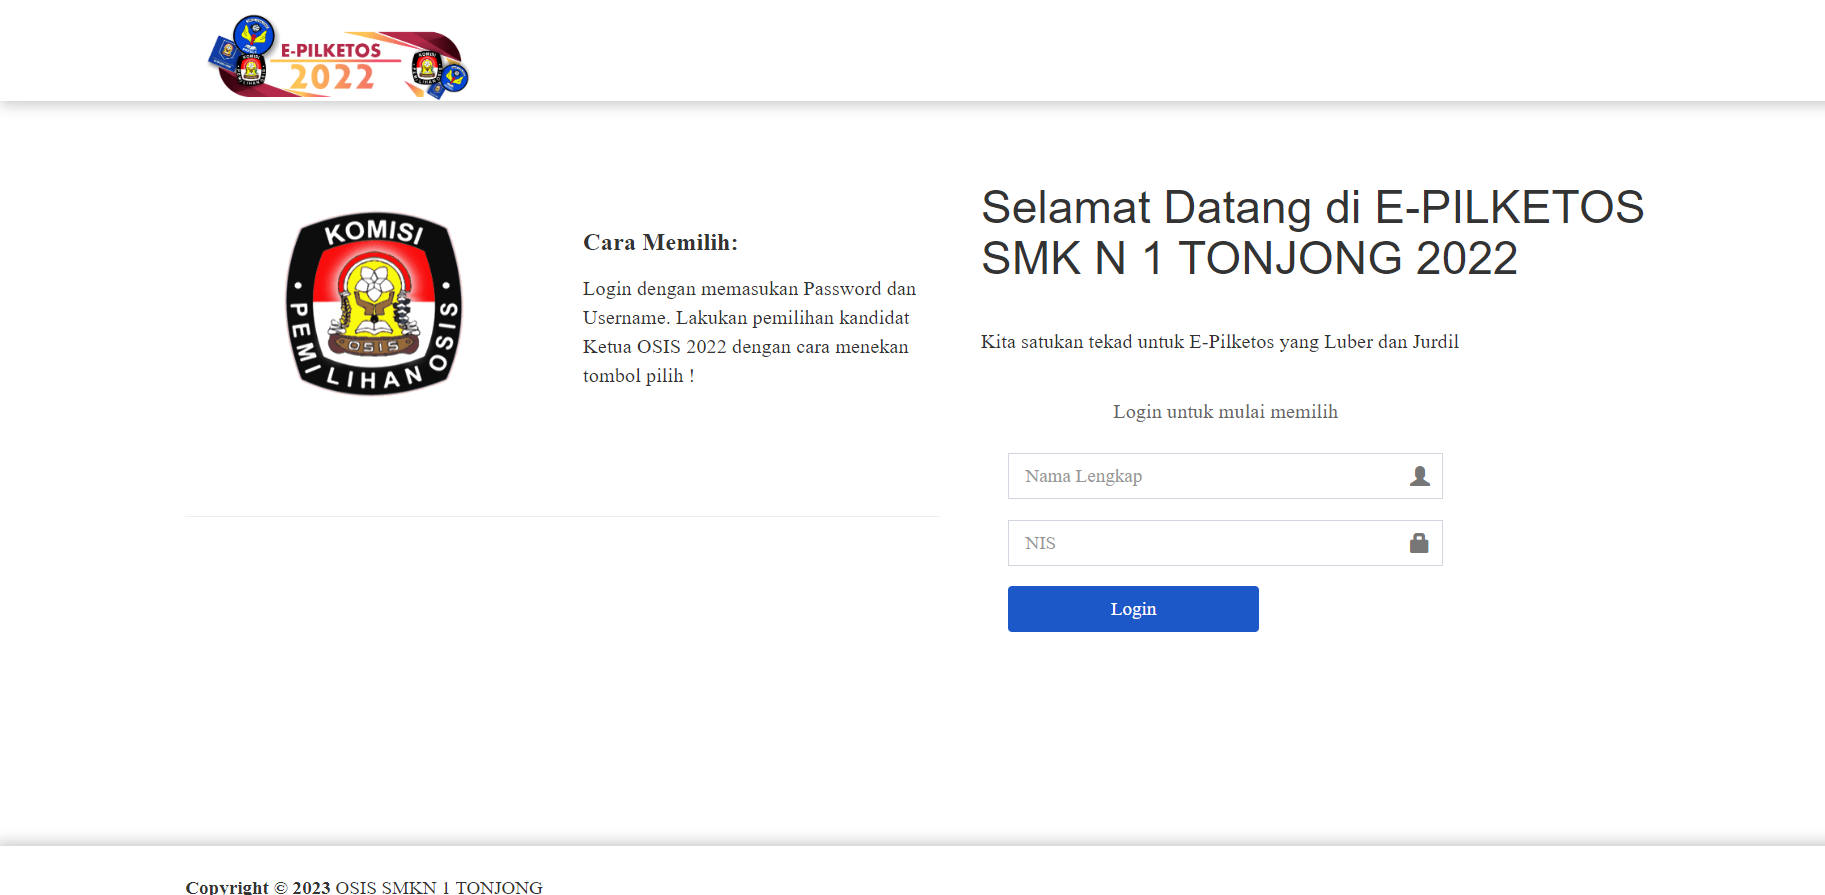 E-PILKETOS
2022
KOMISI
PEMILIHAN OSIS
OSIS
Cara Memilih:
Login dengan memasukan Password dan
Username. Lakukan pemilihan kandidat
Ketua OSIS 2022 dengan cara menekan
tombol pilih !
Selamat Datang di E-PILKETOS
SMK N 1 TONJONG 2022
Kita satukan tekad untuk E-Pilketos yang Luber dan Jurdil
Login untuk mulai memilih
Nama Lengkap
NIS
Login
Copyright © 2023 OSIS SMKN 1 TONJONG